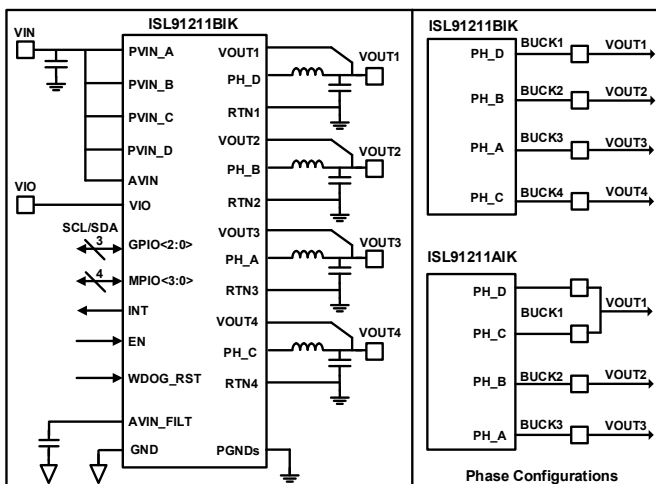 ISL91211BIK
VIN
PVIN_A
PVIN_B
PVIN_C
PVIN_D
AVIN
VIO
VIO
SCL/SDA
3
GPIO<2:0>
4
MPIO<3:0>
INT
EN
WDOG_RST
AVIN_FILT
GND
VOUT1
VOUT1
PH_D
RTN1
VOUT2
VOUT2
PH_B
RTN2
VOUT3
VOUT3
PH_A
RTN3
VOUT4
VOUT4
PH_C
RTN4
PGNDs
ISL91211BIK
PH_D BUCK1 VOUT1
PH_B BUCK2 VOUT2
PH_A BUCK3 VOUT3
PH_C BUCK4 VOUT4
ISL91211AIK
PH_D
BUCK1 VOUT1
PH_C
PH_B BUCK2 VOUT2
PH_A BUCK3 VOUT3
Phase Configurations